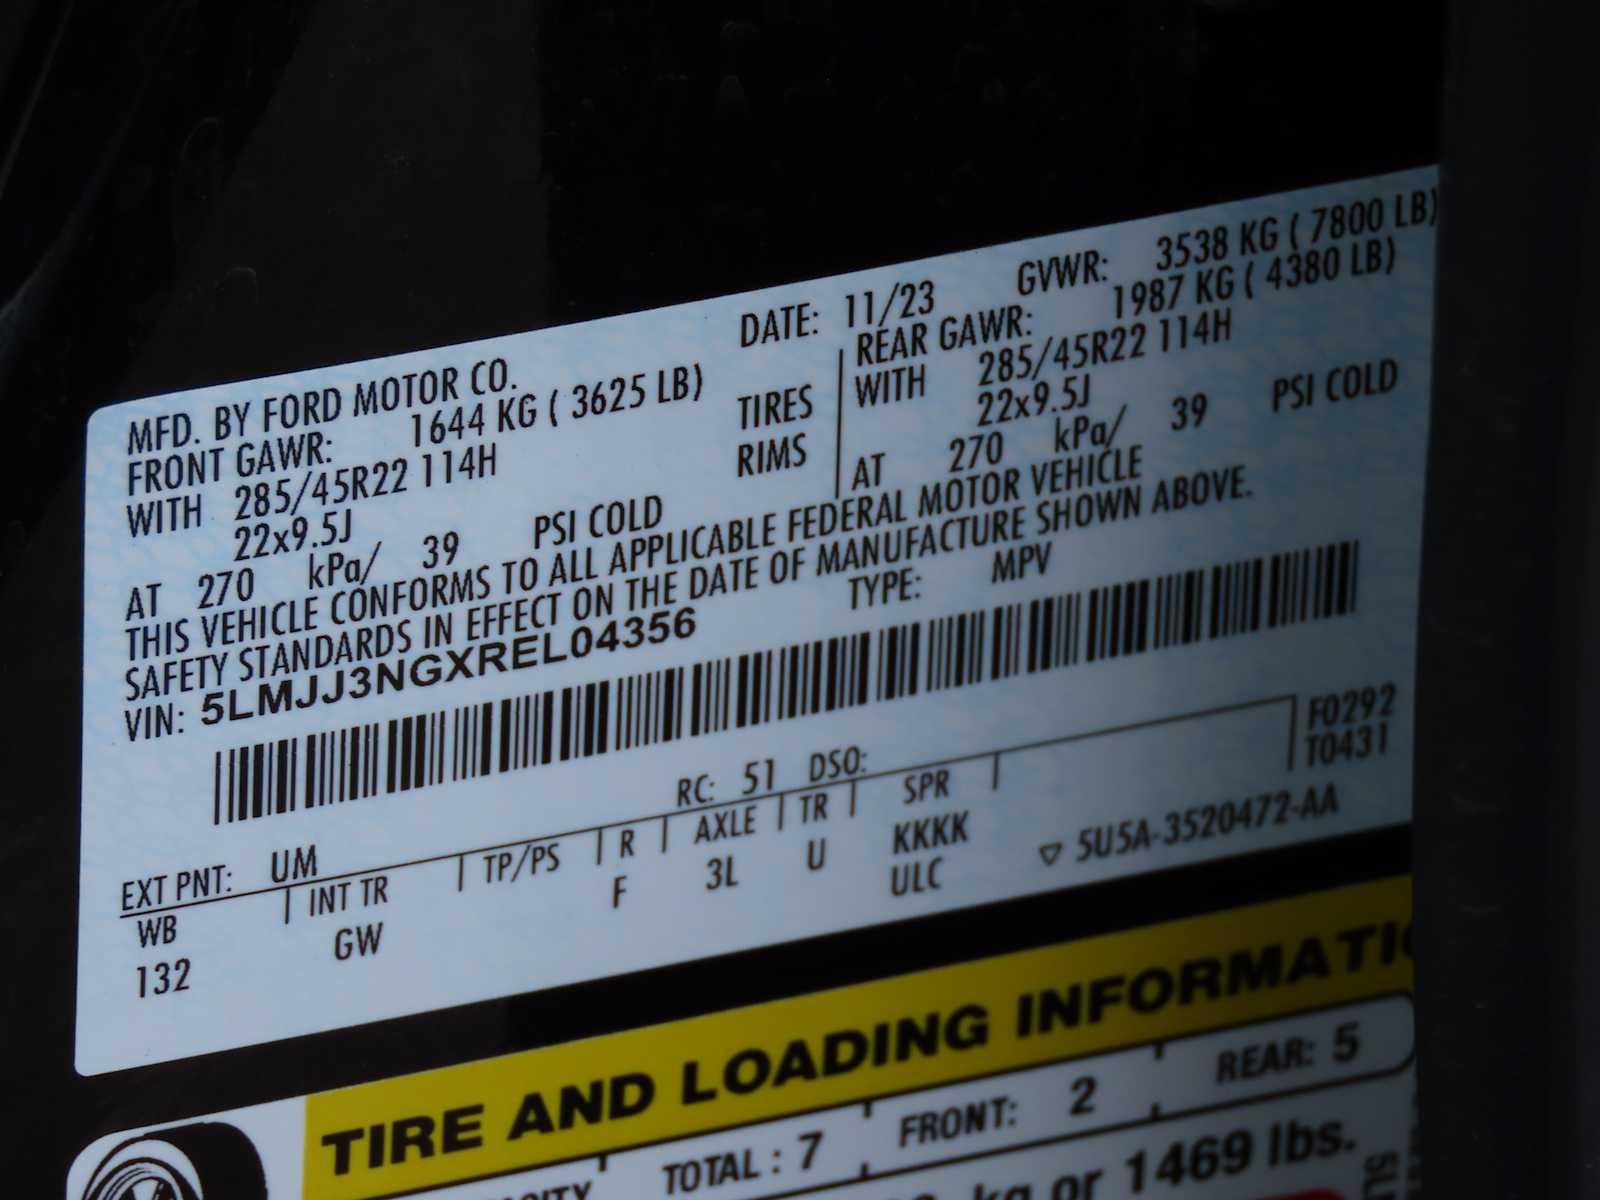 MFD. BY FORD MOTOR CO. DATE: 11/23 GVWR: 3538 KG ( 7800 LB)
FRONT GAWR: 1644 KG ( 3625 LB) REAR GAWR: 1987 KG ( 4380 LB)
WITH 285/45R22 114H TIRES WITH 285/45R22 114H
22x9.5J RIMS 22x9.5J
AT 270 kPa/ 39 PSI COLD AT 270 kPa/ 39 PSI COLD
THIS VEHICLE CONFORMS TO ALL APPLICABLE FEDERAL MOTOR VEHICLE
SAFETY STANDARDS IN EFFECT ON THE DATE OF MANUFACTURE SHOWN ABOVE.
VIN: 5LMJJ3NGXREL04356 TYPE: MPV
F0292
T0431
EXT PNT: UM RC: 51 DSO:
WB INT TR TP/PS R AXLE TR SPR
132 GW F 3L U KKKK
ULC
5U5A-3520472-AA
TIRE AND LOADING
TOTAL : 7 FRONT: 2 REAR: 5
kg or 1469 lbs.